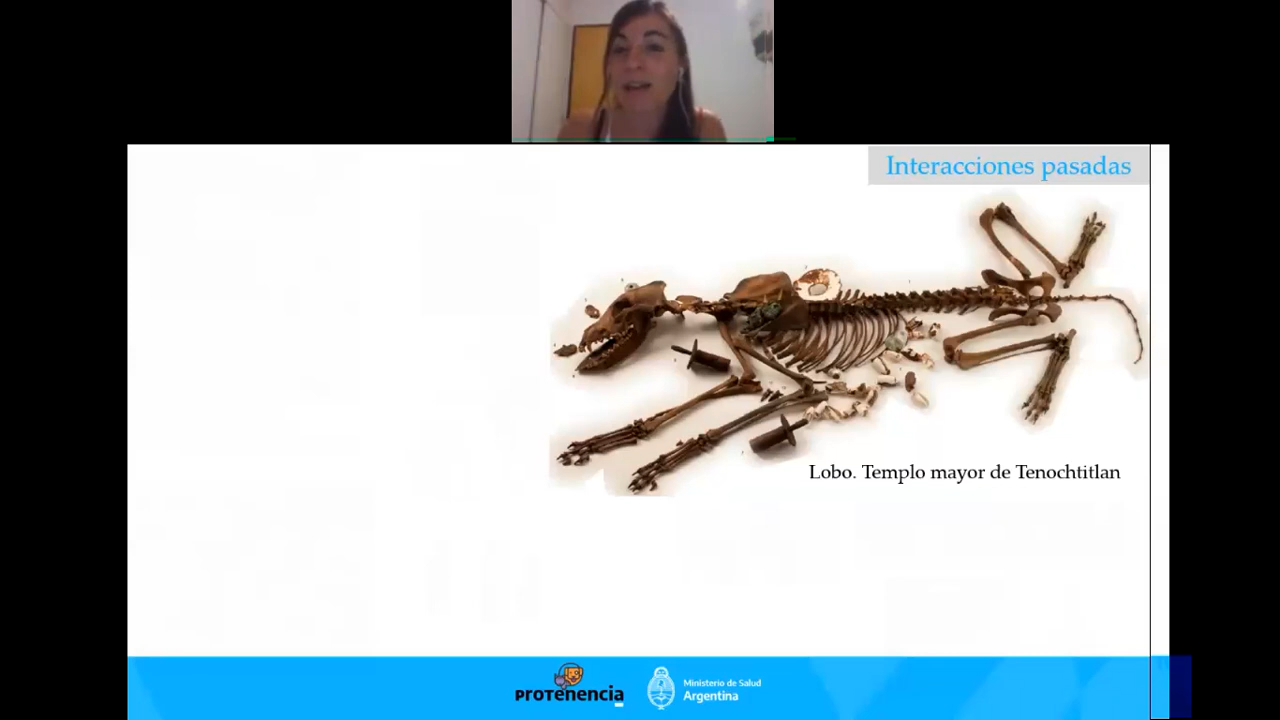 Interacciones pasadas
Lobo. Templo mayor de Tenochtitlan
PROTENENCIA
Ministerio de Salud
Argentina